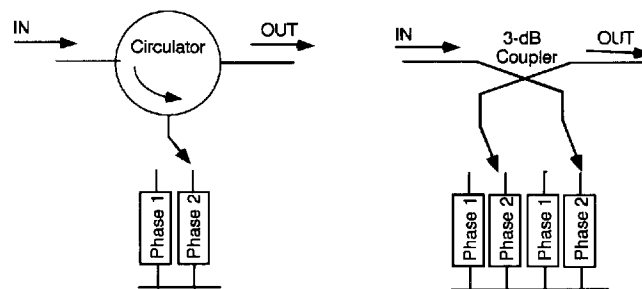 IN
Circulator
OUT
Phase 1
Phase 2
IN
3-dB
Coupler
OUT
Phase 1
Phase 2
Phase 1
Phase 2